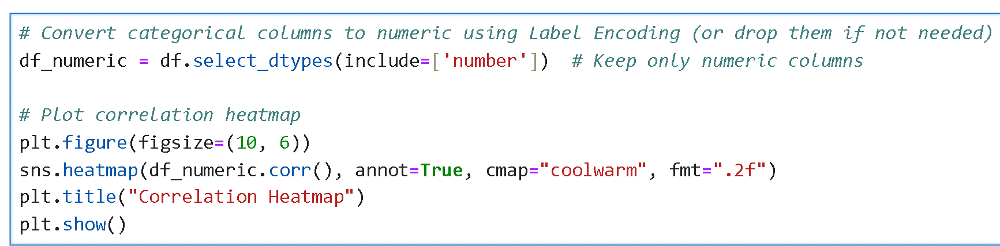 # Convert categorical columns to numeric using Label Encoding (or drop them if not needed)
df_numeric = df.select_dtypes(include=['number'])  # Keep only numeric columns

# Plot correlation heatmap
plt.figure(figsize=(10, 6))
sns.heatmap(df_numeric.corr(), annot=True, cmap="coolwarm", fmt=".2f")
plt.title("Correlation Heatmap")
plt.show()